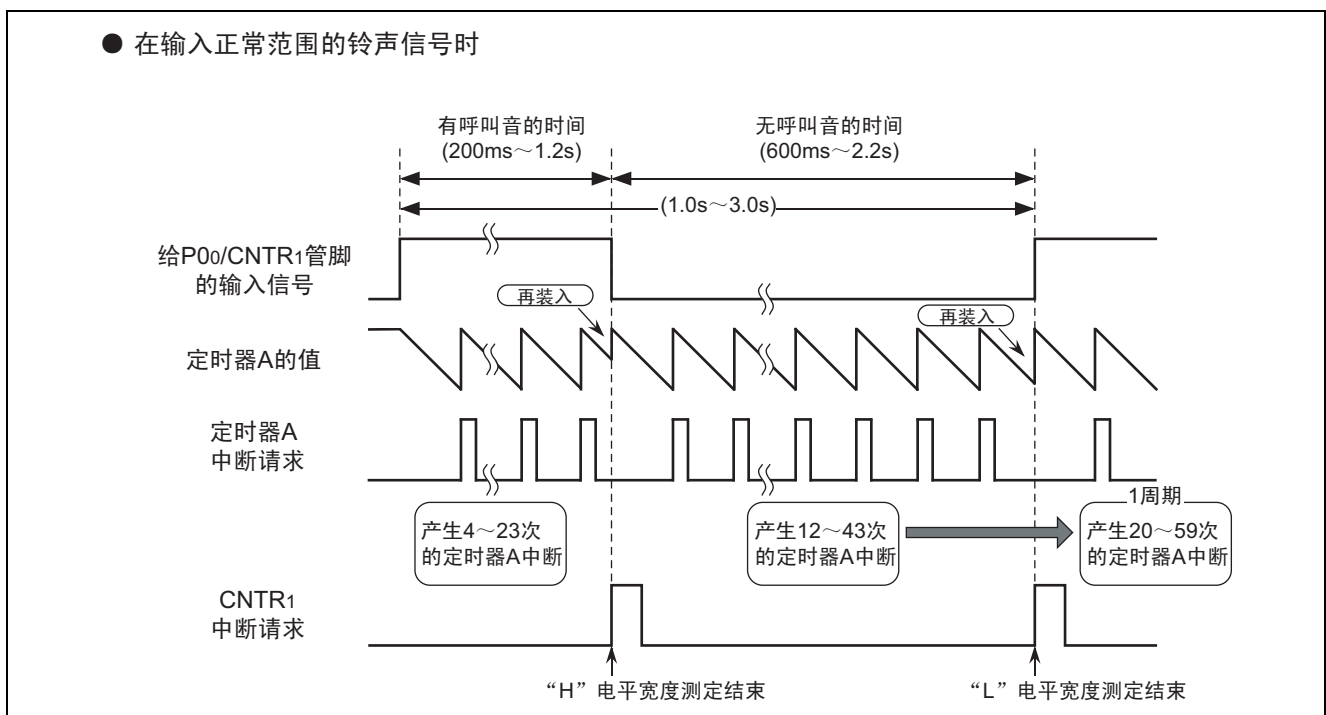 ● 在输入正常范围的铃声信号时
有呼叫音的时间
(200ms～1.2s)
无呼叫音的时间
(600ms～2.2s)
(1.0s～3.0s)
给P00/CNTR1管脚
的输入信号
再装入
再装入
定时器A的值
定时器A
中断请求
产生4～23次
的定时器A中断
产生12～43次
的定时器A中断
1周期
产生20～59次
的定时器A中断
CNTR1
中断请求
“H”电平宽度测定结束
“L”电平宽度测定结束